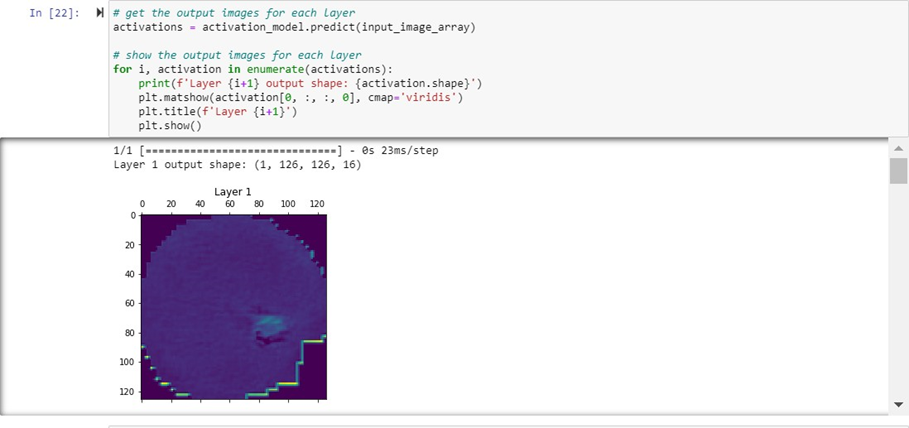 In [22]:
# get the output images for each layer
activations = activation_model.predict(input_image_array)
# show the output images for each layer
for i, activation in enumerate(activations):
    print(f'Layer {i+1} output shape: {activation.shape}')
    plt.matshow(activation[0, :, :, 0], cmap='viridis')
    plt.title(f'Layer {i+1}')
    plt.show()
1/1 [==============================] - 0s 23ms/step
Layer 1 output shape: (1, 126, 126, 16)
Layer 1
0 20 40 60 80 100 120
0
20
40
60
80
100
120